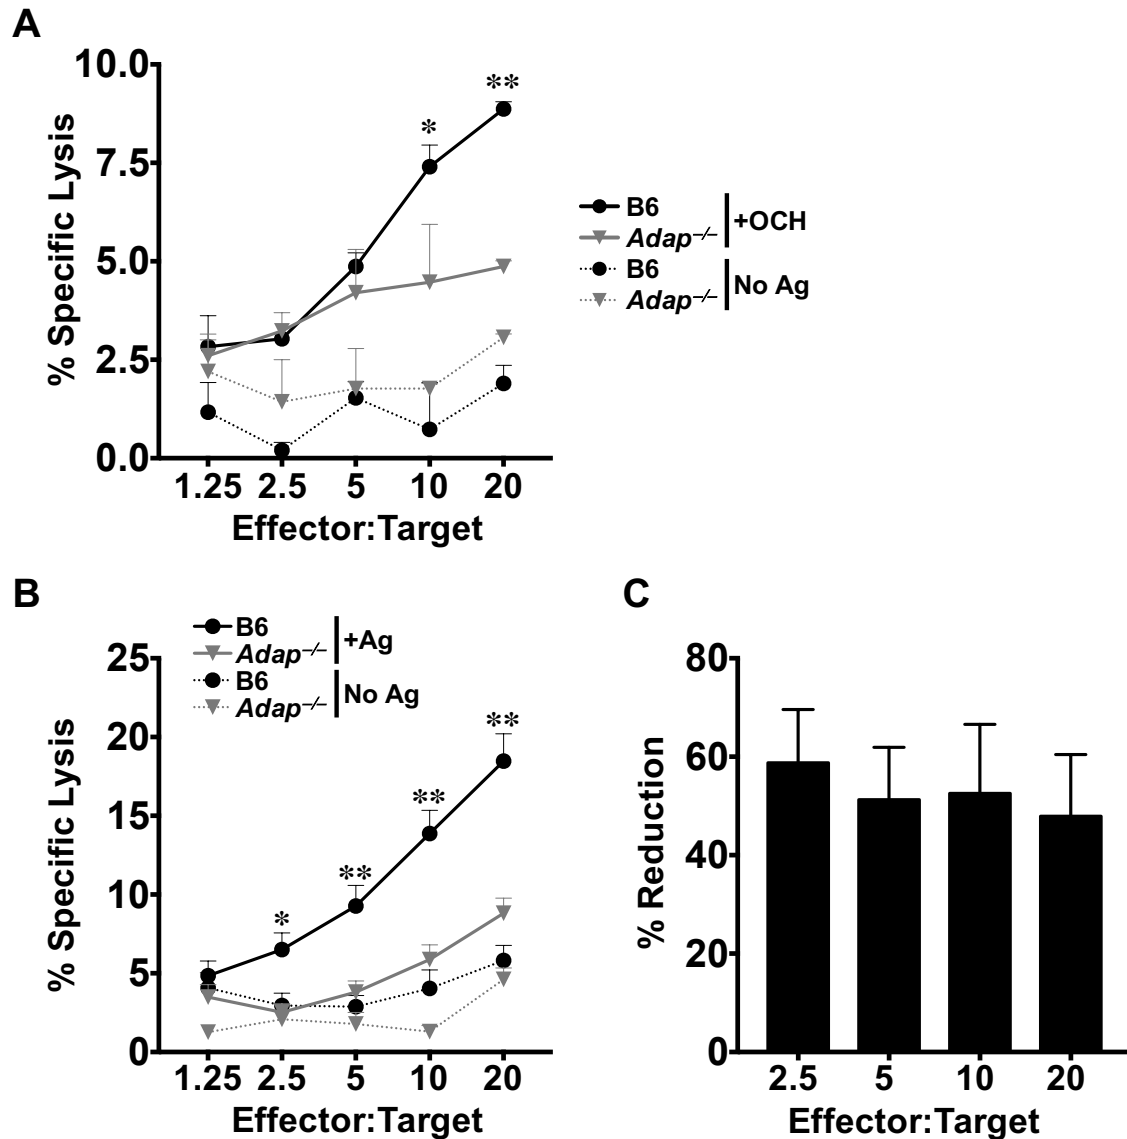 A
10.0
7.5
5.0
2.5
0.0
% Specific Lysis
*
**
1.25 2.5 5 10 20
Effector:Target
B6
Adap–/–
+OCH
B6
Adap–/–
No Ag
B
B6
Adap–/–
+Ag
B6
Adap–/–
No Ag
25
20
15
10
5
0
% Specific Lysis
*
**
**
**
1.25 2.5 5 10 20
Effector:Target
C
80
60
40
20
0
% Reduction
2.5 5 10 20
Effector:Target